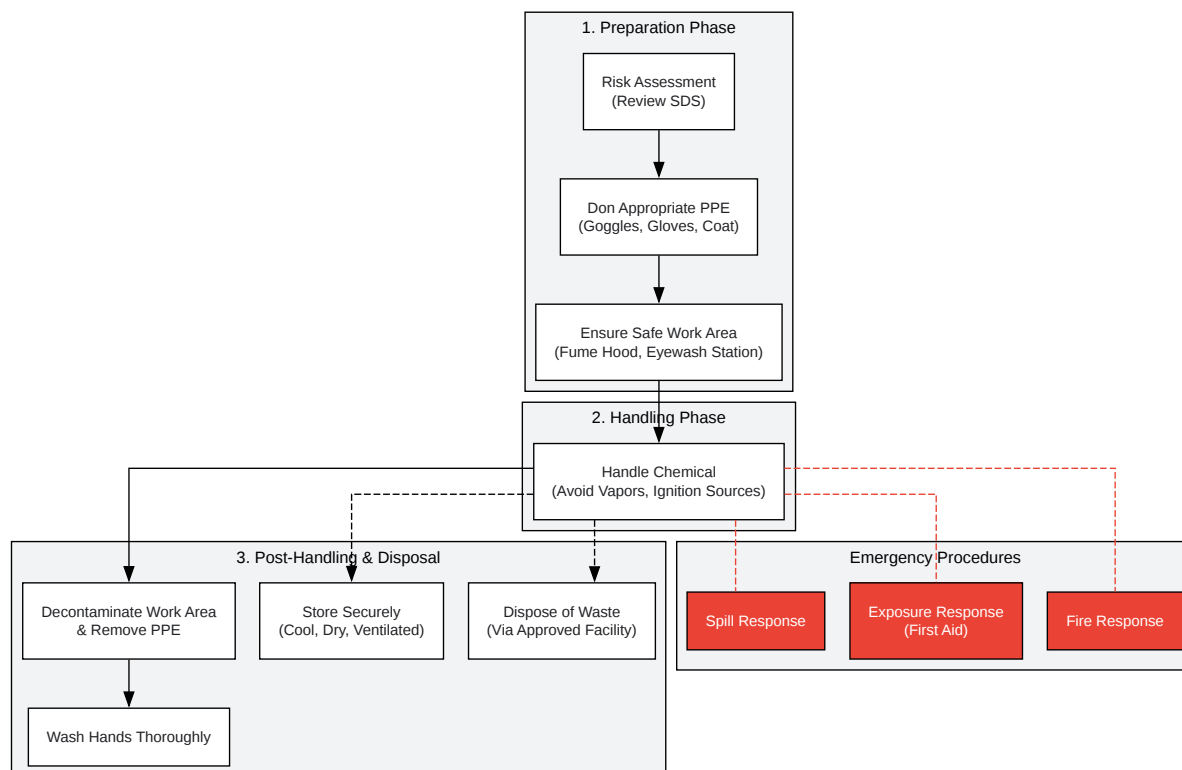 1. Preparation Phase
Risk Assessment
(Review SDS)
Don Appropriate PPE
(Goggles, Gloves, Coat)
Ensure Safe Work Area
(Fume Hood, Eyewash Station)
2. Handling Phase
Handle Chemical
(Avoid Vapors, Ignition Sources)
3. Post-Handling & Disposal
Decontaminate Work Area
& Remove PPE
Store Securely
(Cool, Dry, Ventilated)
Dispose of Waste
(Via Approved Facility)
Wash Hands Thoroughly
Emergency Procedures
Spill Response
Exposure Response
(First Aid)
Fire Response